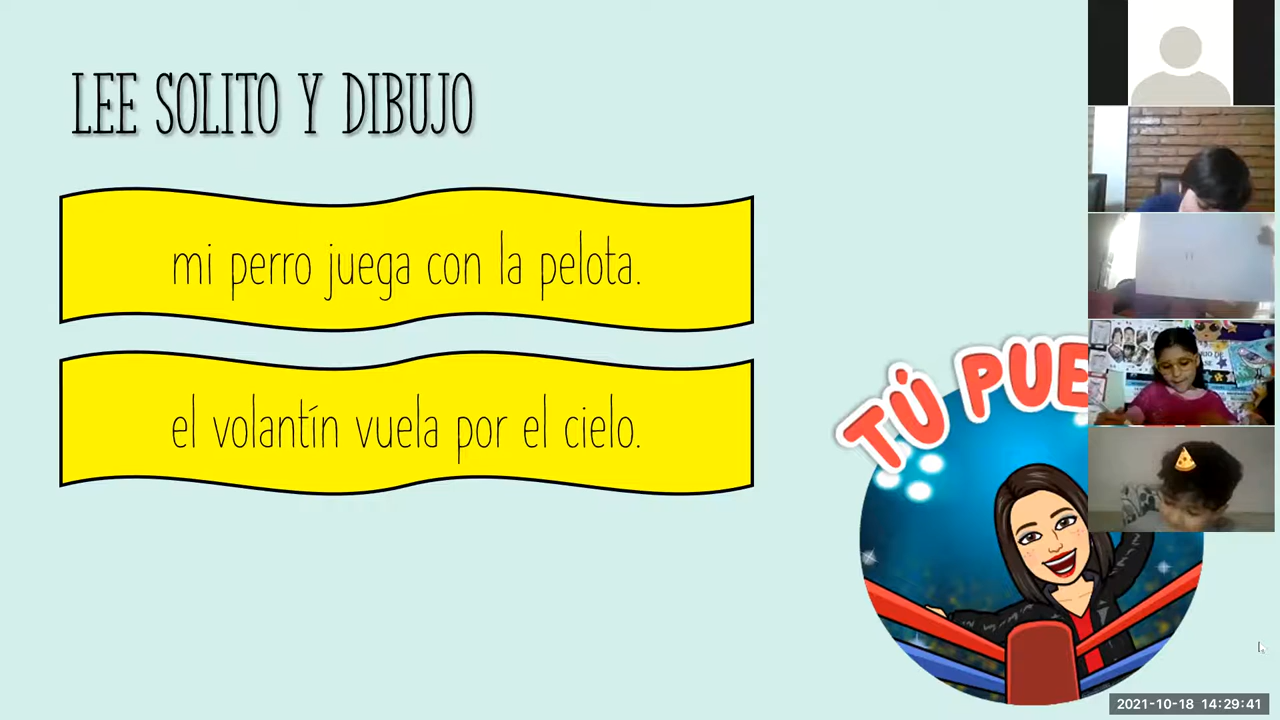 LEE SOLITO Y DIBUJO
mi perro juega con la pelota.
el volantín vuela por el cielo.
TÚ PUE
2021-10-18 14:29:41